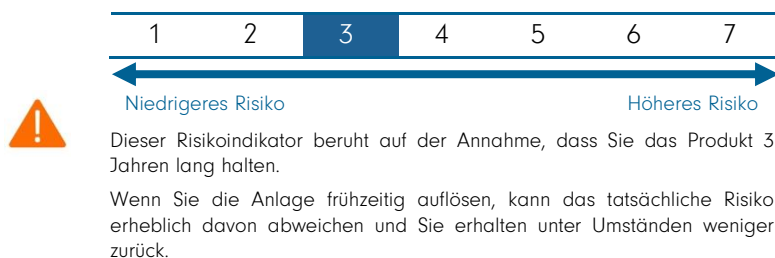 1 2 3 4 5 6 7
Niedrigeres Risiko Höheres Risiko
Dieser Risikoindikator beruht auf der Annahme, dass Sie das Produkt 3
Jahren lang halten.
Wenn Sie die Anlage frühzeitig auflösen, kann das tatsächliche Risiko
erheblich davon abweichen und Sie erhalten unter Umständen weniger
zurück.